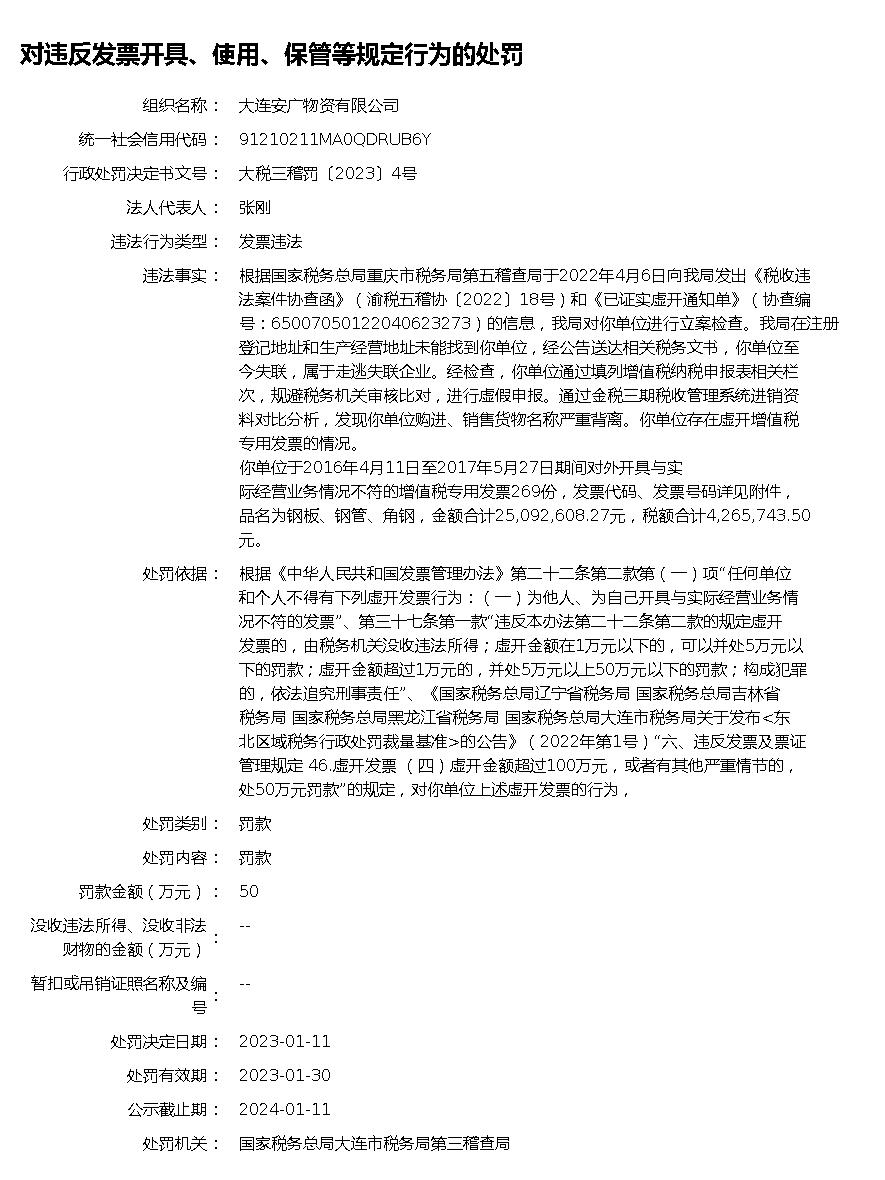 对违反发票开具、使用、保管等规定行为的处罚
组织名称： 大连安广物资有限公司
统一社会信用代码： 91210211MA0QDRUB6Y
行政处罚决定书文号： 大税三稽罚〔2023〕4号
法人代表人： 张刚
违法行为类型： 发票违法
违法事实： 根据国家税务总局重庆市税务局第五稽查局于2022年4月6日向我局发出《税收违
法案件协查函》（渝税五稽协〔2022〕18号）和《已证实虚开通知单》（协查编
号：65007050122040623273）的信息，我局对你单位进行立案检查。我局在注册
登记地址和生产经营地址未能找到你单位，经公告送达相关税务文书，你单位至
今失联，属于走逃失联企业。经检查，你单位通过填列增值税纳税申报表相关栏
次，规避税务机关审核比对，进行虚假申报。通过金税三期税收管理系统进销资
料对比分析，发现你单位购进、销售货物名称严重背离。你单位存在虚开增值税
专用发票的情况。
你单位于2016年4月11日至2017年5月27日期间对外开具与实
际经营业务情况不符的增值税专用发票269份，发票代码、发票号码详见附件，
品名为钢板、钢管、角钢，金额合计25,092,608.27元，税额合计4,265,743.50
元。
处罚依据： 根据《中华人民共和国发票管理办法》第二十二条第二款第（一）项“任何单位
和个人不得有下列虚开发票行为：（一）为他人、为自己开具与实际经营业务情
况不符的发票”、第三十七条第一款“违反本办法第二十二条第二款的规定虚开
发票的，由税务机关没收违法所得；虚开金额在1万元以下的，可以并处5万元以
下的罚款；虚开金额超过1万元的，并处5万元以上50万元以下的罚款；构成犯罪
的，依法追究刑事责任”、《国家税务总局辽宁省税务局 国家税务总局吉林省
税务局 国家税务总局黑龙江省税务局 国家税务总局大连市税务局关于发布<东
北区域税务行政处罚裁量基准>的公告》（2022年第1号）“六、违反发票及票证
管理规定 46.虚开发票 （四）虚开金额超过100万元，或者有其他严重情节的，
处50万元罚款”的规定，对你单位上述虚开发票的行为，
处罚类别： 罚款
处罚内容： 罚款
罚款金额（万元）： 50
没收违法所得、没收非法
财物的金额（万元）： --
暂扣或吊销证照名称及编
号： --
处罚决定日期： 2023-01-11
处罚有效期： 2023-01-30
公示截止期： 2024-01-11
处罚机关： 国家税务总局大连市税务局第三稽查局